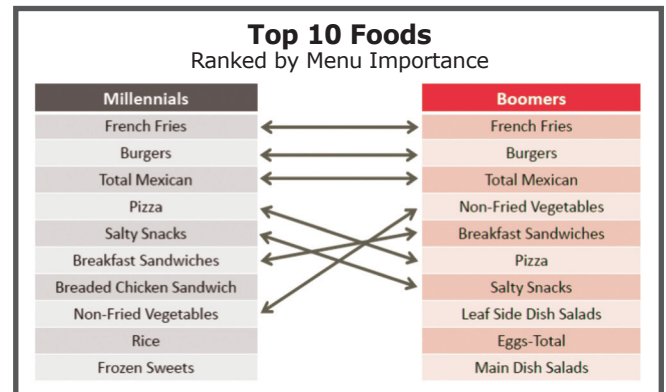 Top 10 Foods
Ranked by Menu Importance
Millennials
French Fries
Burgers
Total Mexican
Pizza
Salty Snacks
Breakfast Sandwiches
Breaded Chicken Sandwich
Non-Fried Vegetables
Rice
Frozen Sweets
Boomers
French Fries
Burgers
Total Mexican
Non-Fried Vegetables
Breakfast Sandwiches
Pizza
Salty Snacks
Leaf Side Dish Salads
Eggs-Total
Main Dish Salads